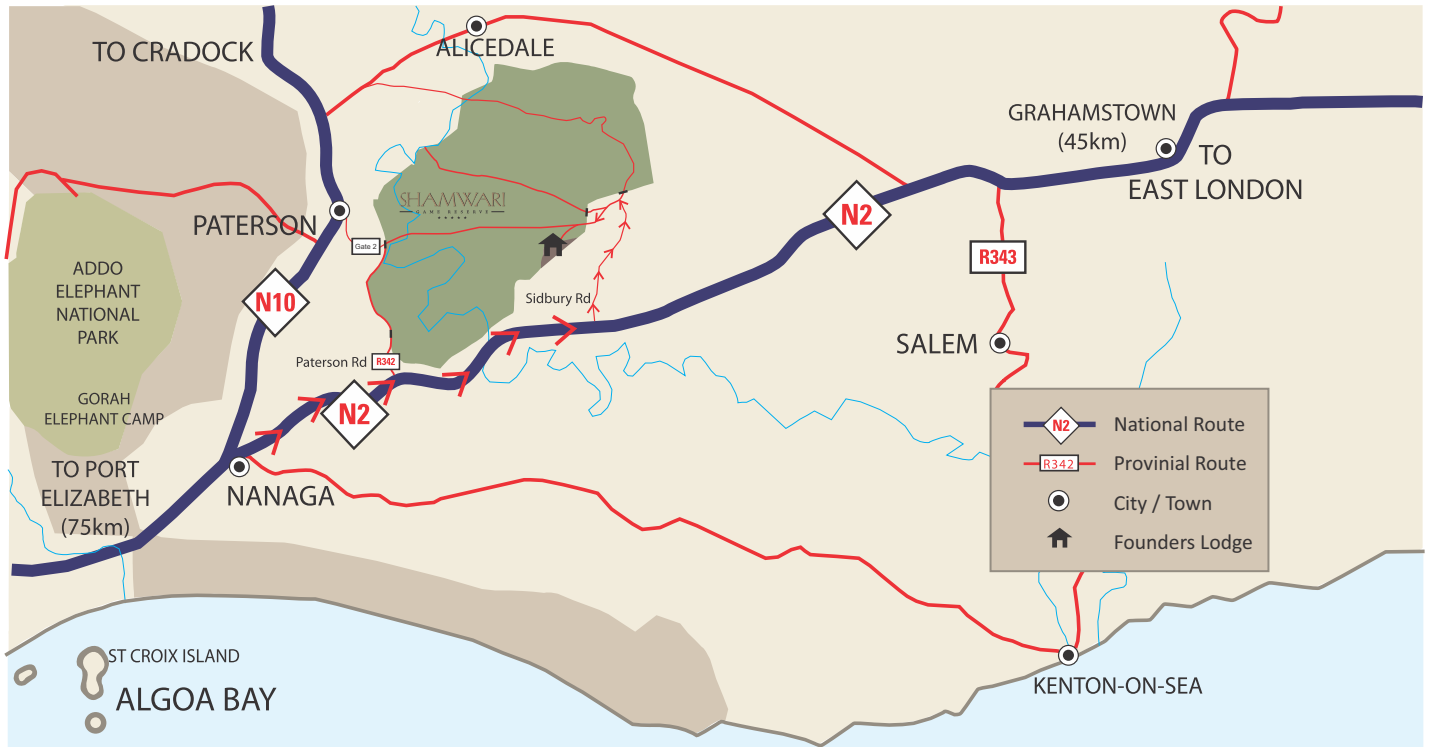 TO CRADOCK
ALICEDALE
GRAHAMSTOWN
(45km)
TO
EAST LONDON
SHAMWARI
GAME RESERVE
PATERSON
N2
Gate 2
R343
ADDO
ELEPHANT
NATIONAL
PARK
N10
Sidbury Rd
SALEM
Paterson Rd
R342
GORAH
ELEPHANT CAMP
N2
TO PORT
ELIZABETH
(75km)
NANAGA
N2
National Route
R342
Provinial Route
City / Town
Founders Lodge
ST CROIX ISLAND
ALGOA BAY
KENTON-ON-SEA